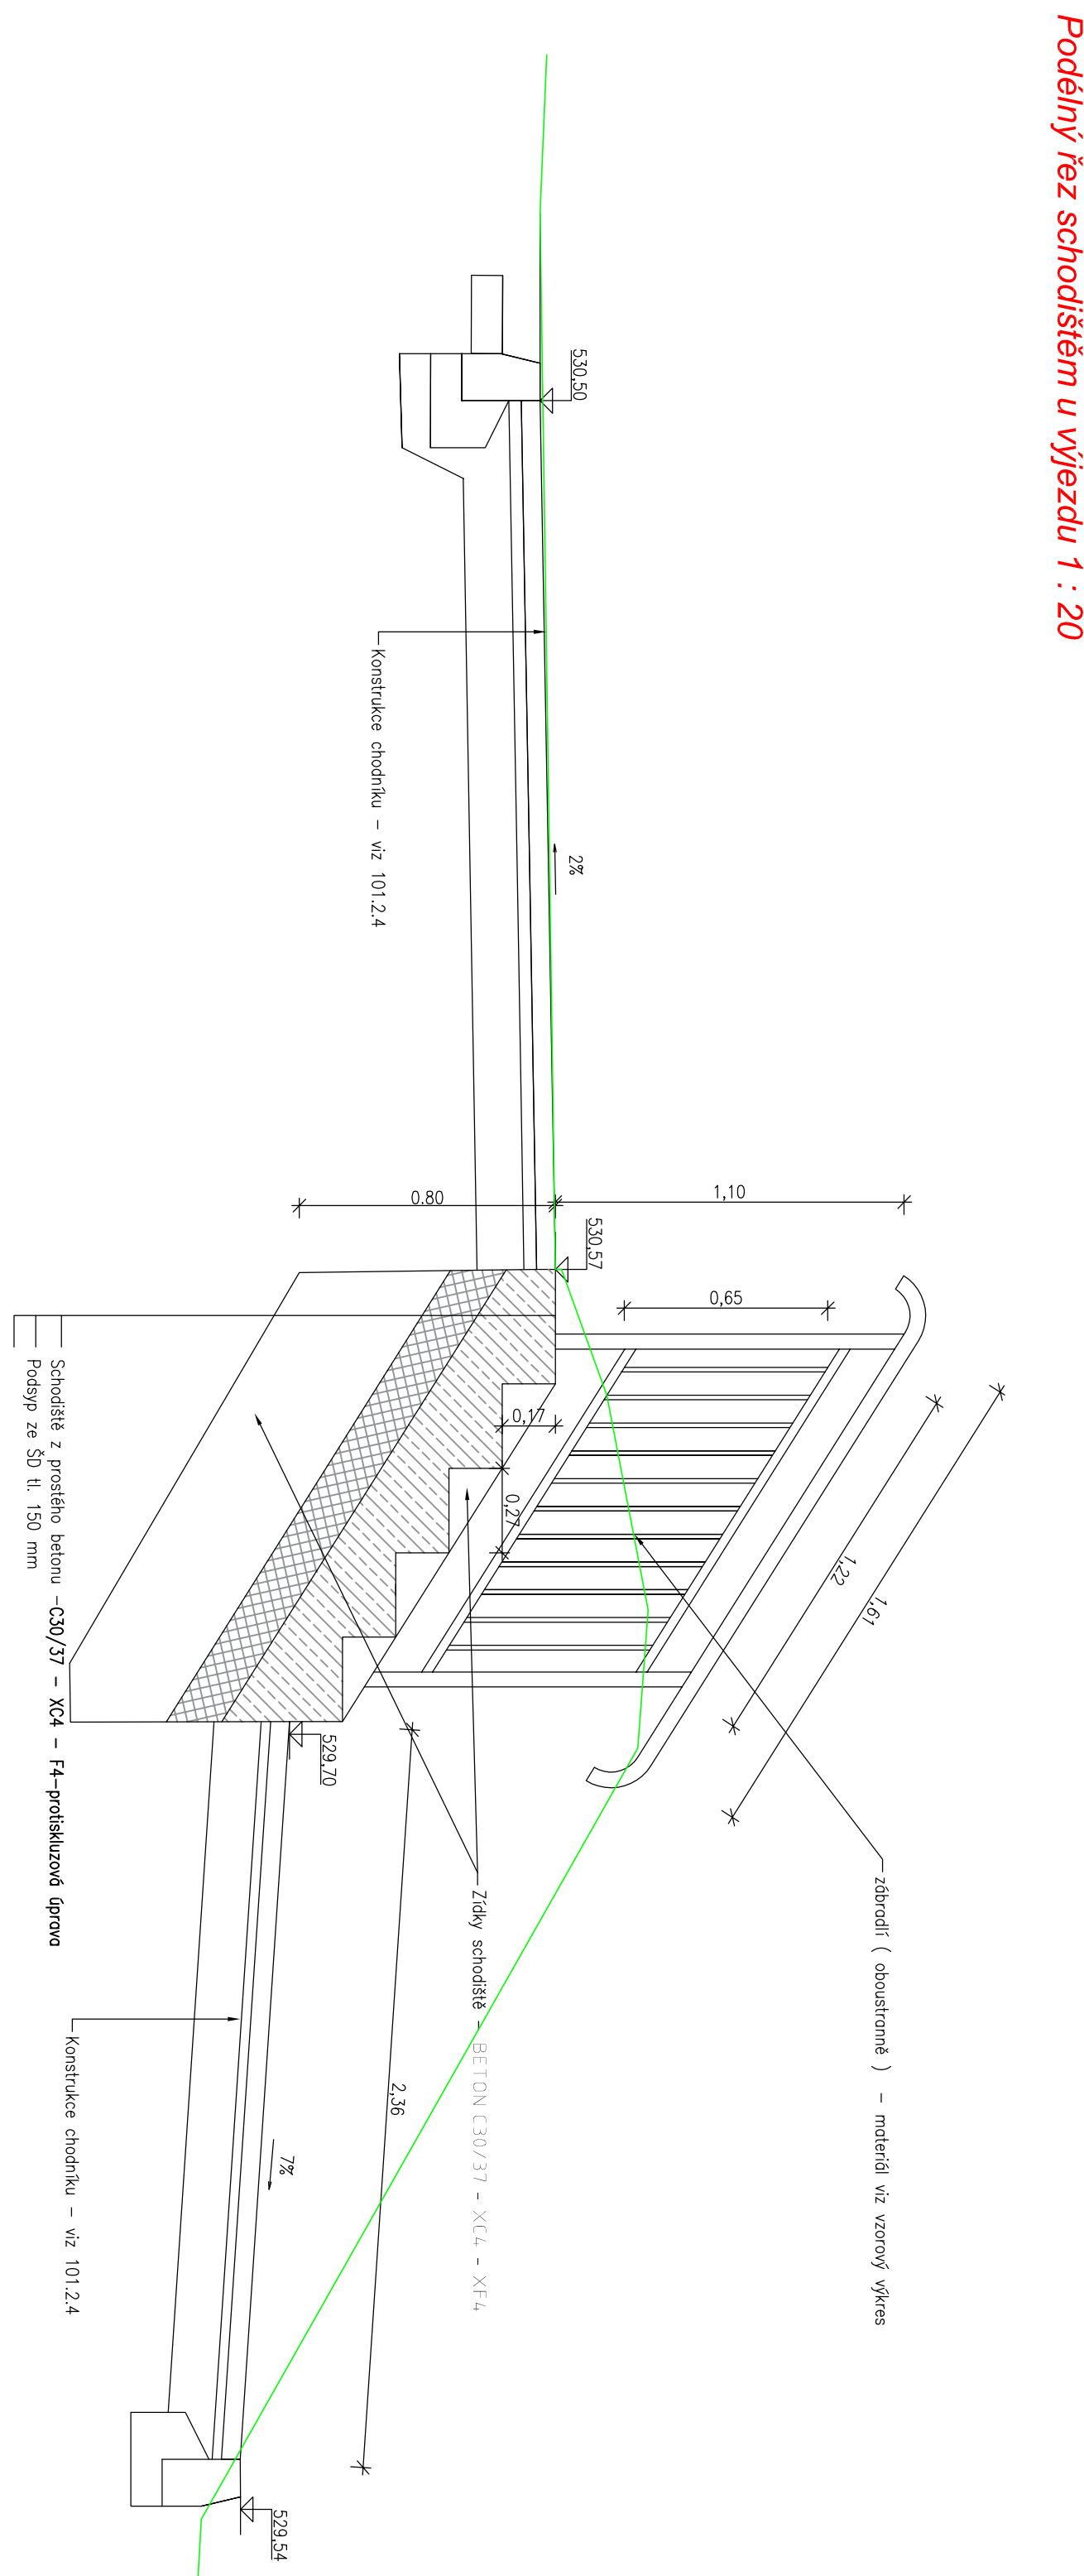 Podélný řez schodištěm u výjezdu 1 : 20
530,50
2%
Konstrukce chodníku - viz 101.2.4
0.80
1,10
530,57
0,65
0,17
0,27
1,22
1,61
zábradlí ( oboustranně ) - materiál viz vzorový výkres
Zídky schodiště - BETON C30/37 - XC4 - XF4
Schodiště z prostého betonu -C30/37 - XC4 - F4-protiskluzová úprava
Podsyp ze ŠD tl. 150 mm
529,70
2,36
7%
Konstrukce chodníku - viz 101.2.4
529,54